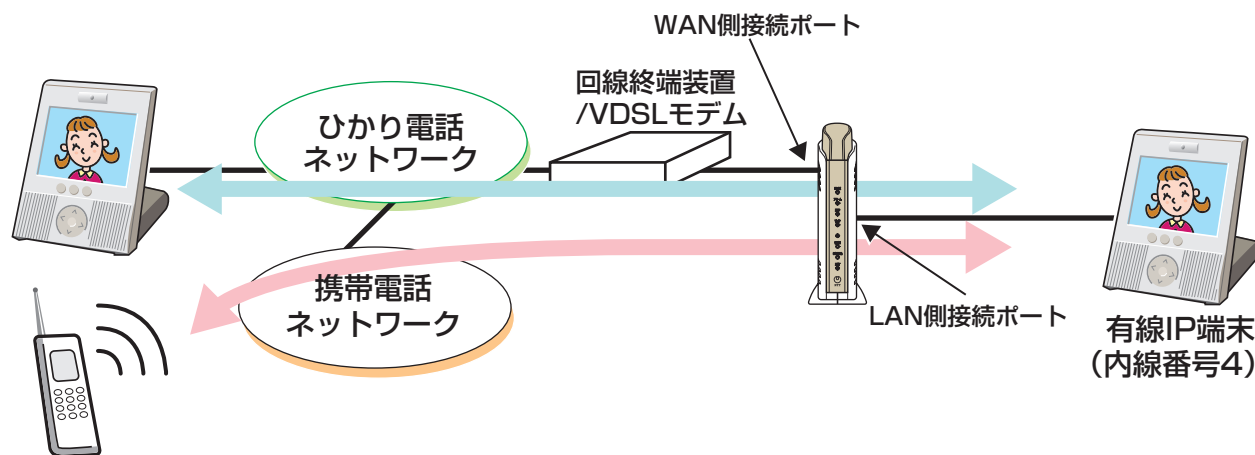 WAN側接続ポート
回線終端装置
/VDSLモデム
ひかり電話
ネットワーク
携帯電話
ネットワーク
LAN側接続ポート
有線IP端末
(内線番号4)